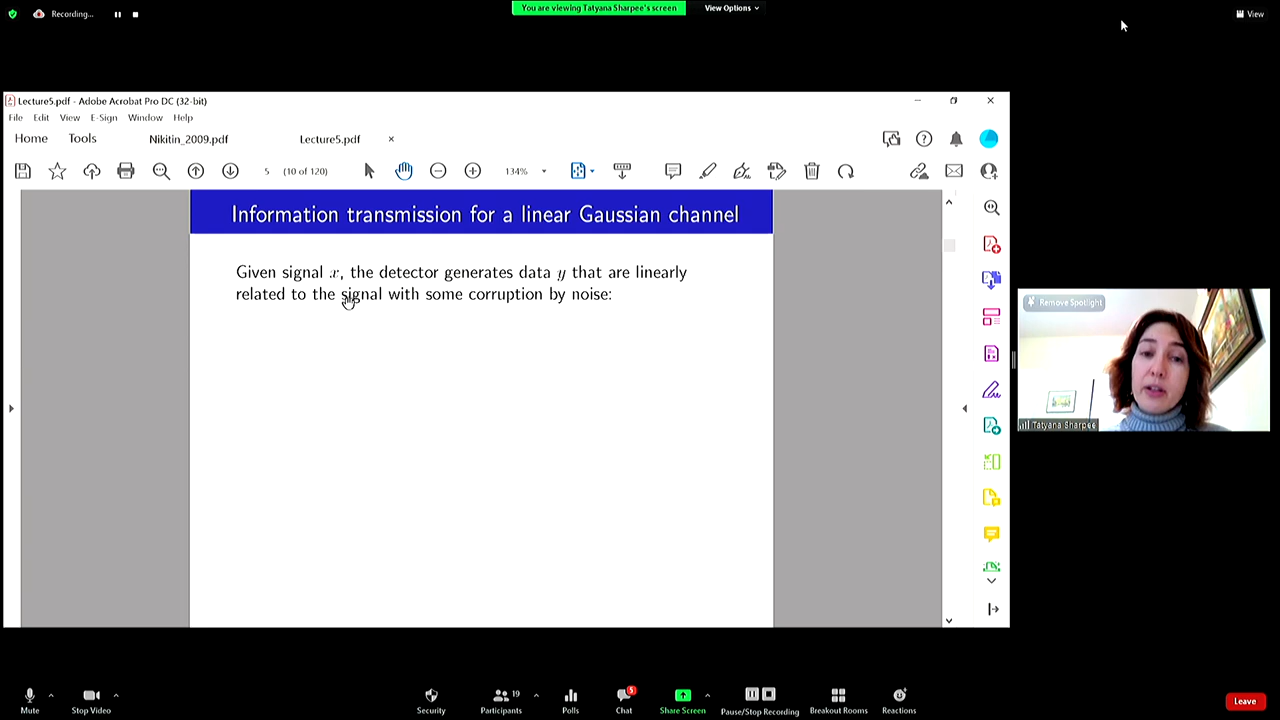 Recording...
You are viewing Tatyana Sharpee's screen
View Options
View
Lecture5.pdf - Adobe Acrobat Pro DC (32-bit)
File Edit View E-Sign Window Help
Home Tools Nikitin_2009.pdf Lecture5.pdf ×
5 (10 of 120) 134%
Information transmission for a linear Gaussian channel
Given signal x, the detector generates data y that are linearly
related to the signal with some corruption by noise:
Remove Spotlight
Tatyana Sharpee
19
5
Mute Stop Video Security Participants Polls Chat Share Screen Pause/Stop Recording Breakout Rooms Reactions Leave